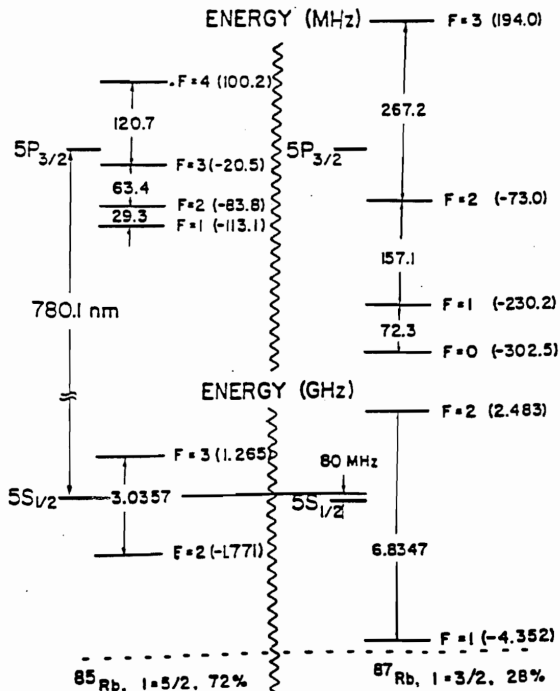 ENERGY (MHz)
F=3 (194.0)
F=4 (100.2)
120.7
267.2
5P3/2
F=3(-20.5)
5P3/2
63.4
F=2(-83.8)
F=2 (-73.0)
29.3
F=1(-113.1)
157.1
780.1 nm
F=1 (-230.2)
72.3
F=0 (-302.5)
ENERGY (GHz)
F=2 (2.483)
F=3(1.265)
80 MHz
5S1/2
3.0357
5S1/2
F=2(-1.771)
6.8347
F=1(-4.352)
85Rb, I=5/2, 72%
87Rb, I=3/2, 28%